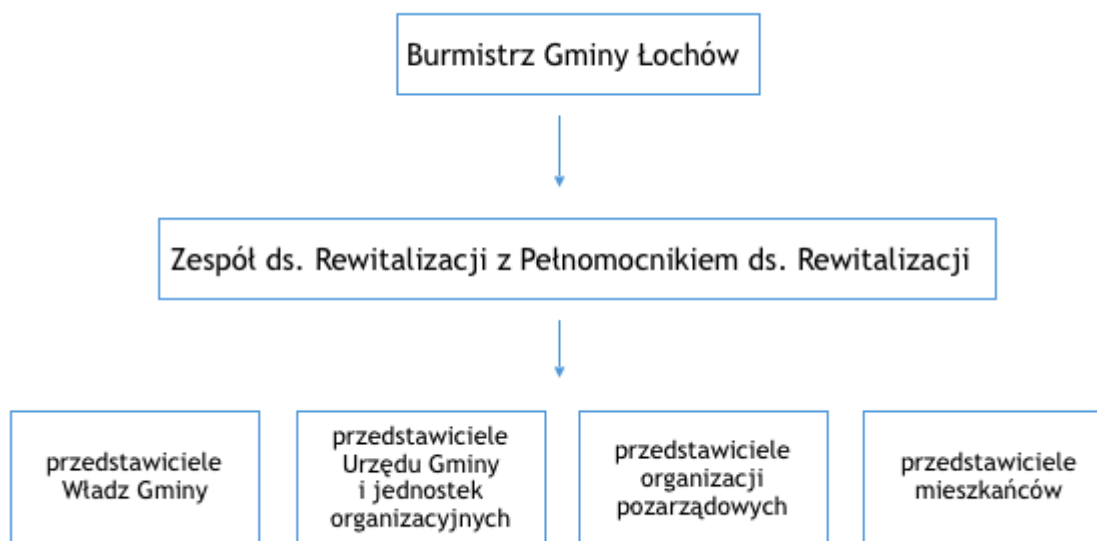 Burmistrz Gminy Łochów
Zespół ds. Rewitalizacji z Pełnomocnikiem ds. Rewitalizacji
przedstawiciele
Władz Gminy
przedstawiciele
Urzędu Gminy
i jednostek
organizacyjnych
przedstawiciele
organizacji
pozarządowych
przedstawiciele
mieszkańców